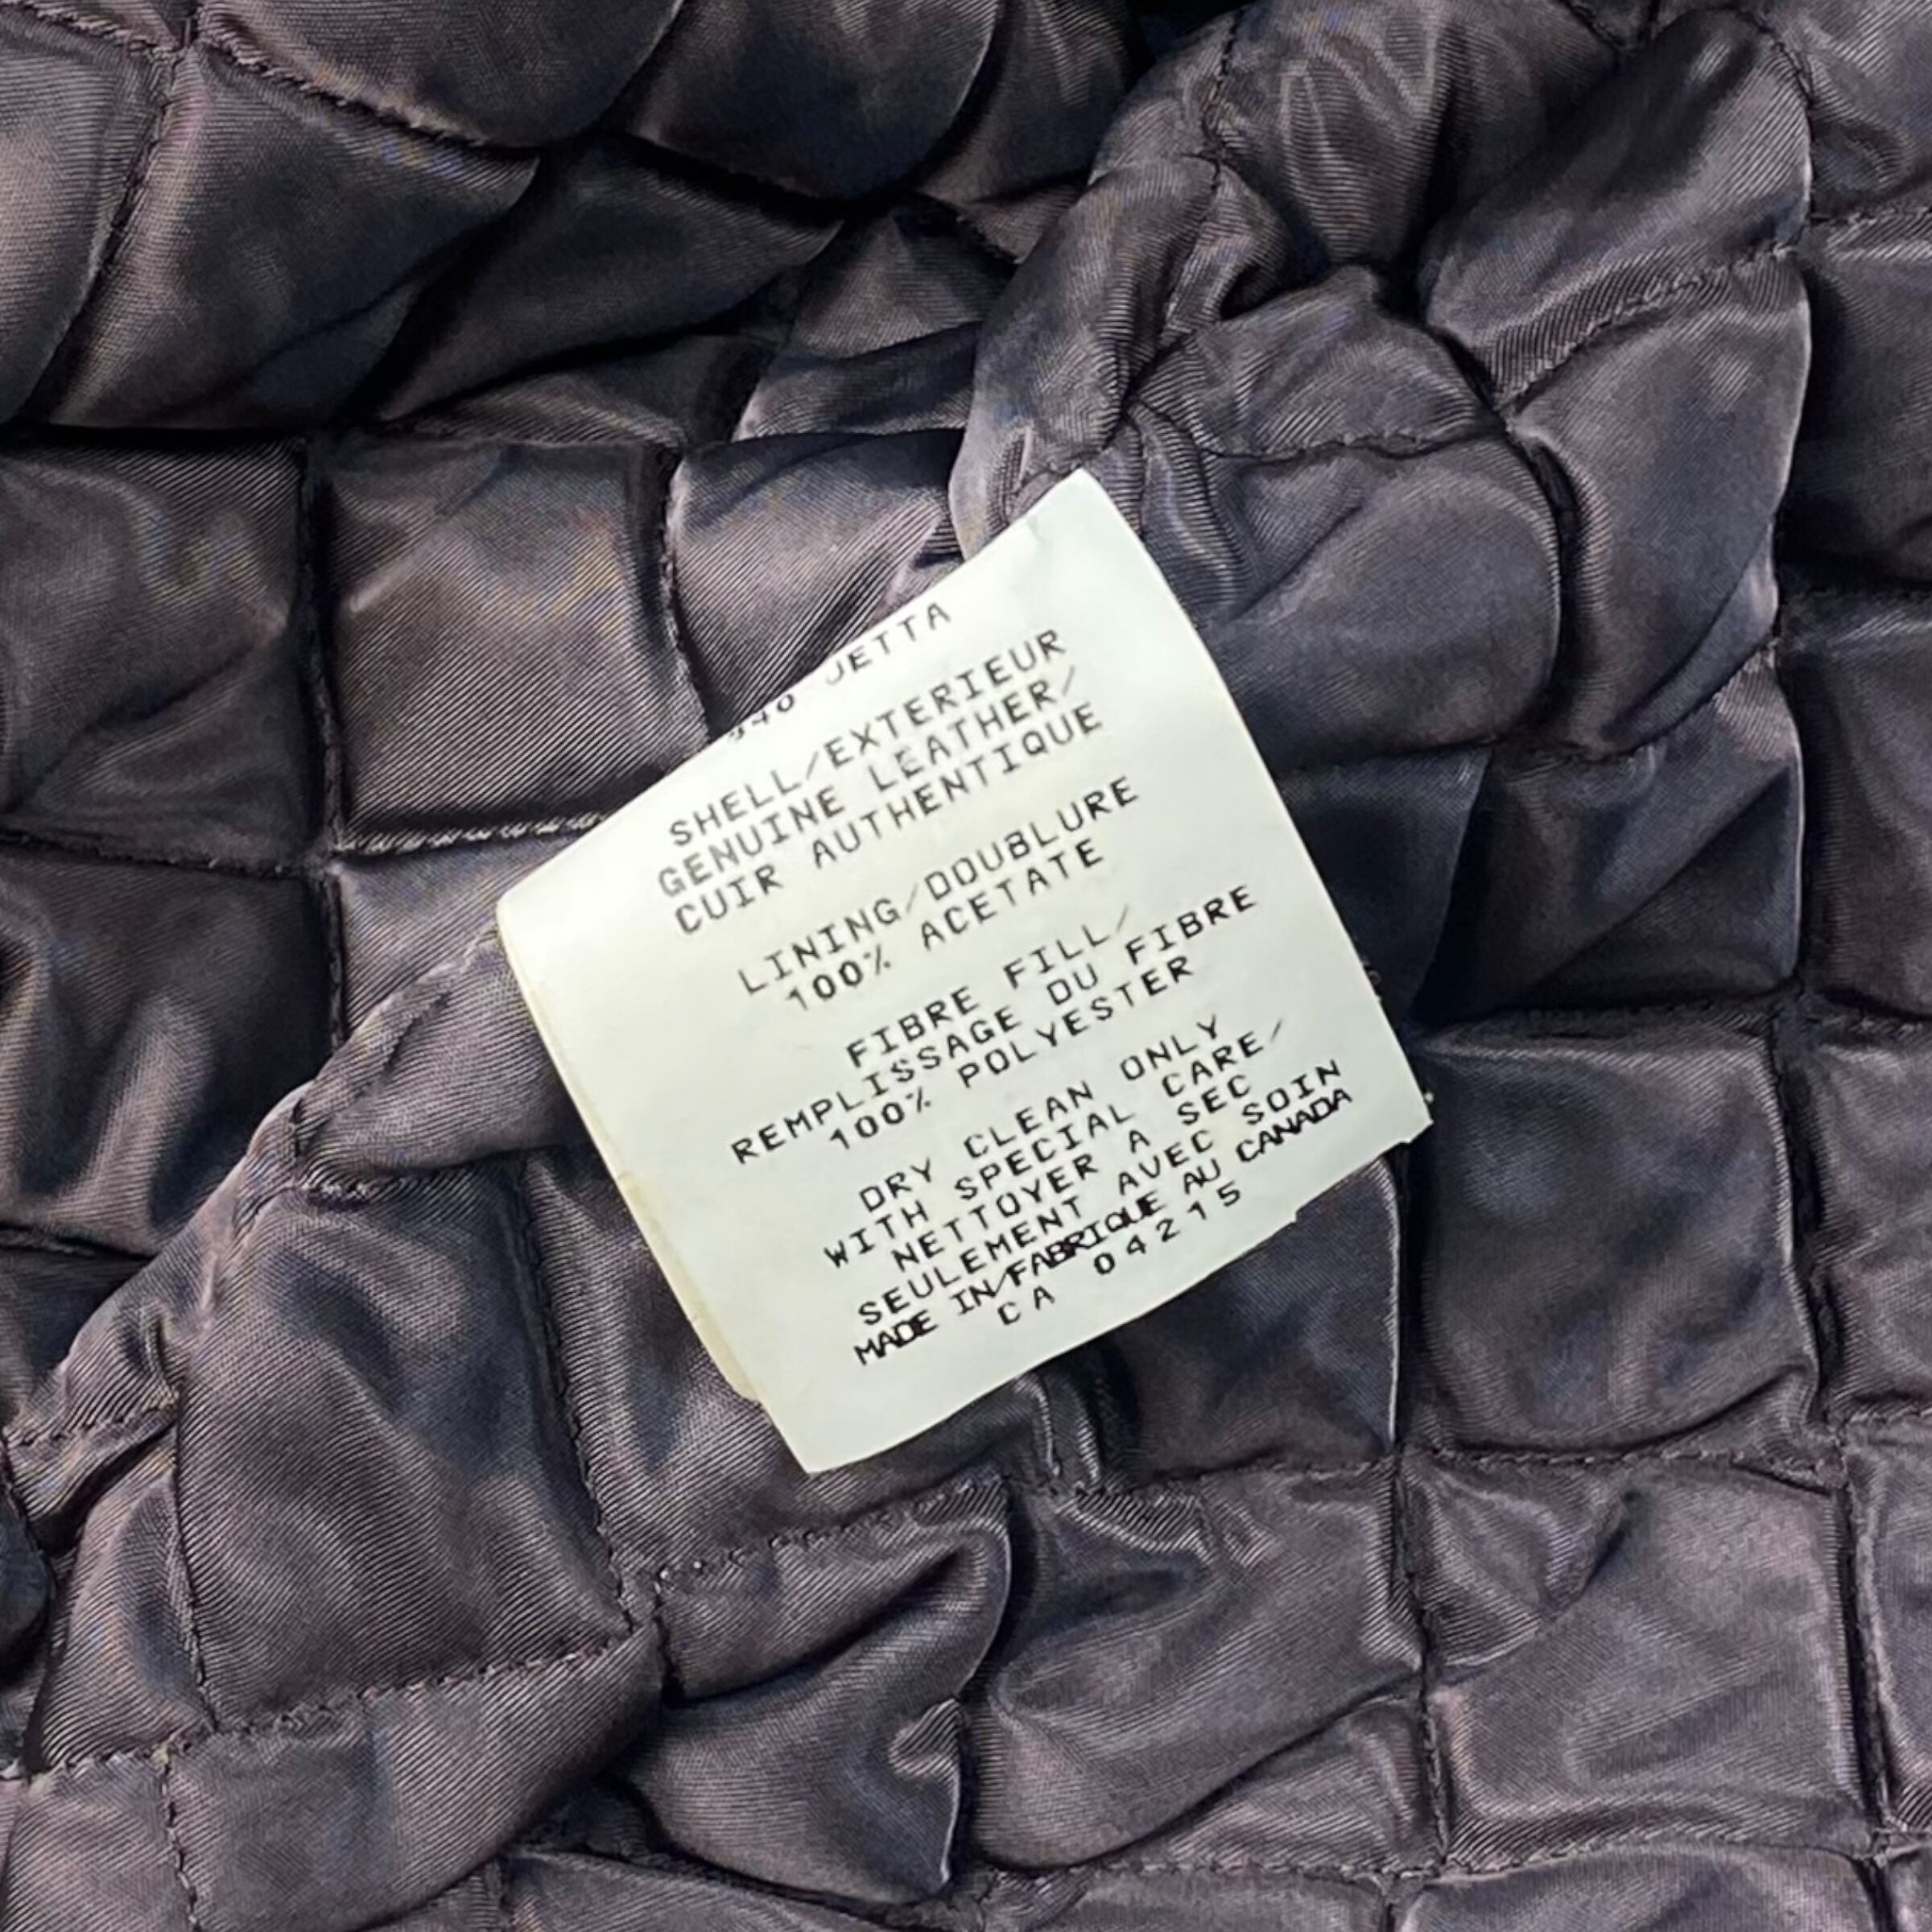 JETTA
SHELL/EXTERIEUR
GENUINE LEATHER/
CUIR AUTHENTIQUE
LINING/DOUBLURE
100% ACETATE
FIBRE FILL/
REMPLISSAGE DU FIBRE
100% POLYESTER
DRY CLEAN ONLY
WITH SPECIAL CARE/
NETTOYER A SEC
SEULEMENT AVEC SOIN
MADE IN/FABRIQUE AU CANADA
CA 04215